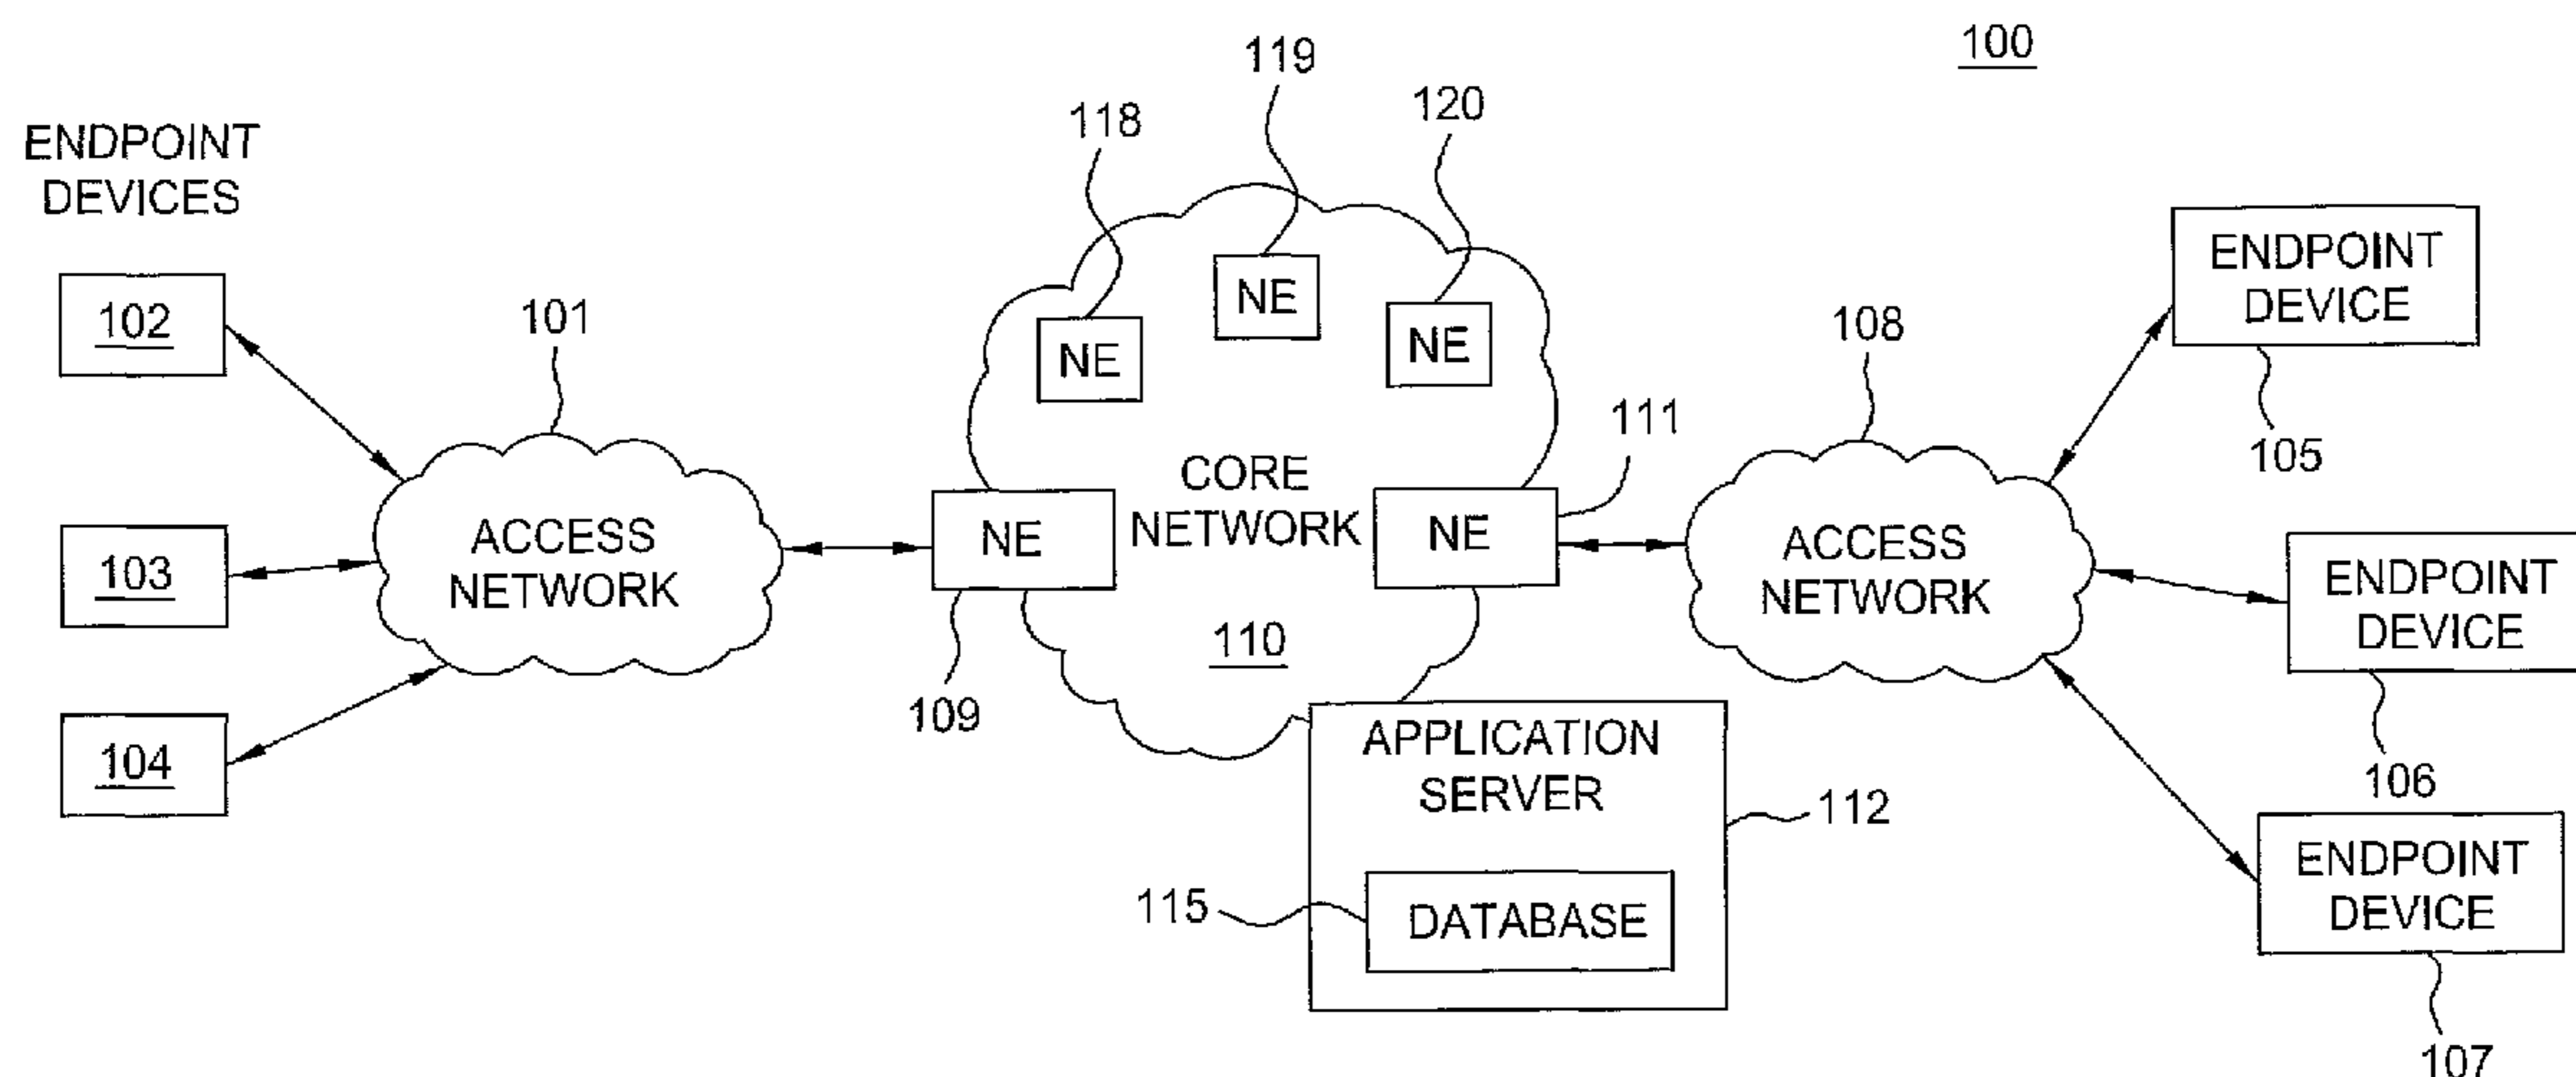 100
119
118
120
ENDPOINT
DEVICES
102
103
104
101
ACCESS
NETWORK
NE
NE
NE
CORE
NETWORK
NE
NE
109
110
111
APPLICATION
SERVER
112
115
DATABASE
108
ACCESS
NETWORK
ENDPOINT
DEVICE
105
ENDPOINT
DEVICE
106
ENDPOINT
DEVICE
107